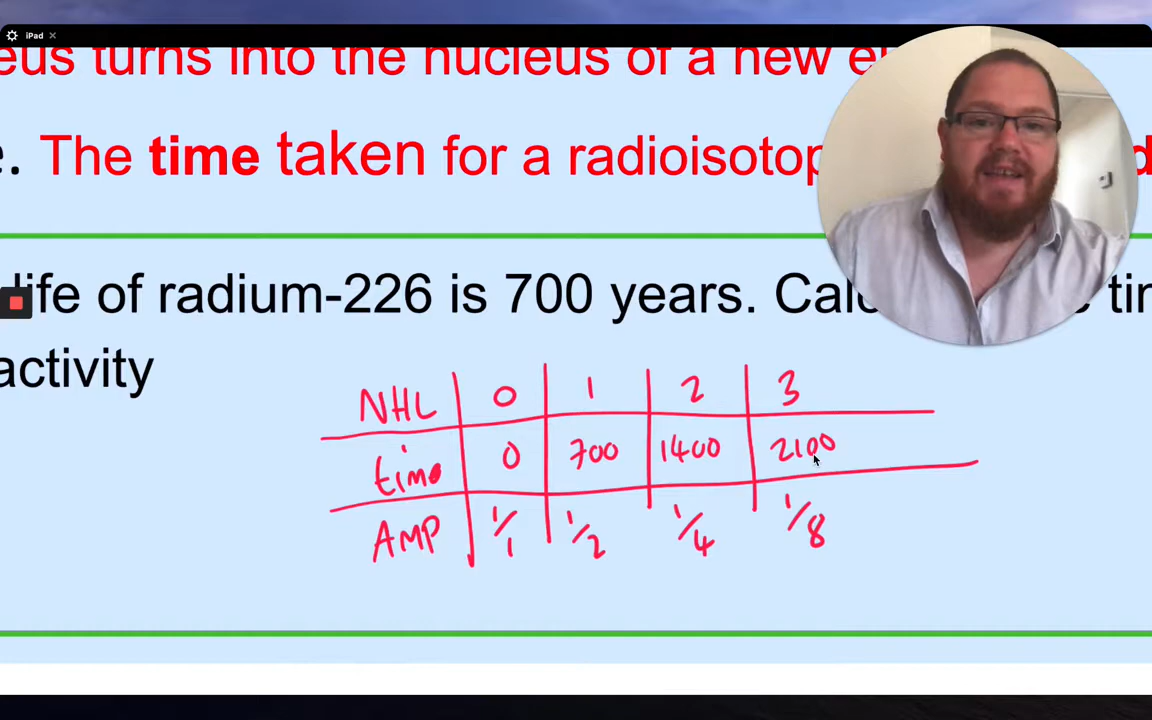 iPad
eus turns into the nucleus of a new e
e. The time taken for a radioisotop
life of radium-226 is 700 years. Calc tin
activity
NHL 0 1 2 3
time 0 700 1400 2100
AMP 1/1 1/2 1/4 1/8